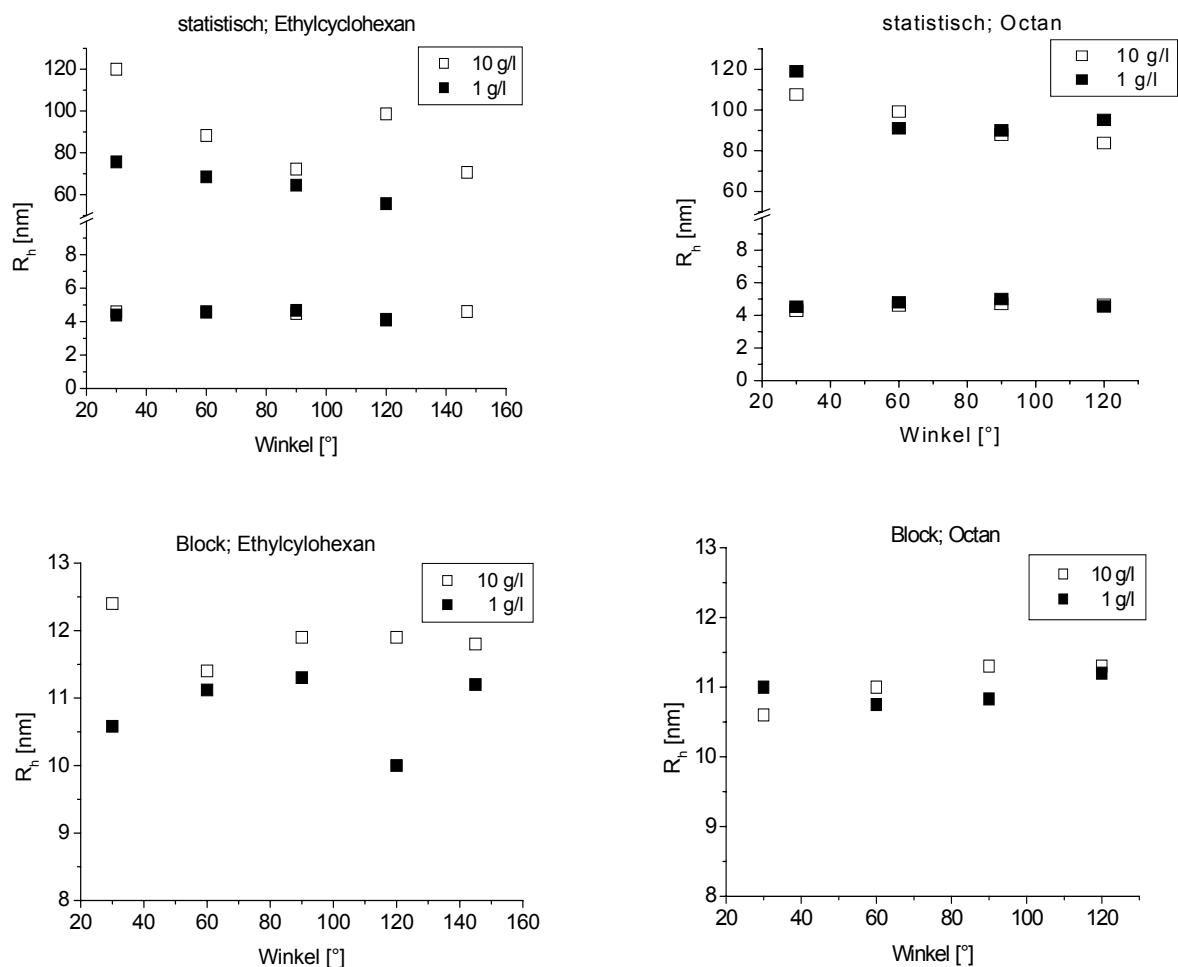 statistisch; Ethylcyclohexan
10 g/l
1 g/l
120
100
80
60
8
6
4
2
0
R_h [nm]
20 40 60 80 100 120 140 160
Winkel [°]
statistisch; Octan
10 g/l
1 g/l
120
100
80
60
8
6
4
2
0
R_h [nm]
20 40 60 80 100 120
Winkel [°]
Block; Ethylcylohexan
10 g/l
1 g/l
13
12
11
10
9
8
R_h [nm]
20 40 60 80 100 120 140 160
Winkel [°]
Block; Octan
10 g/l
1 g/l
13
12
11
10
9
8
R_h [nm]
20 40 60 80 100 120
Winkel [°]